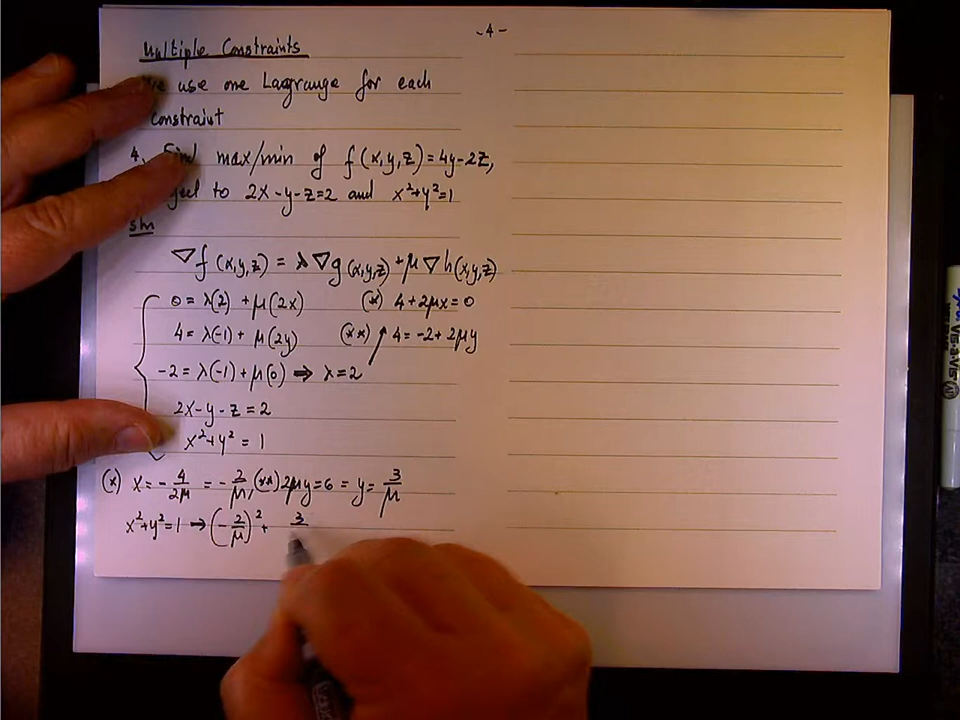 -4-
Multiple Constraints
use one Lagrange for each
constraint
4. Find max/min of f(x,y,z)=4y-2z,
to 2x-y-z=2 and x²+y²=1
Sln
∇f(x,y,z) = λ∇g(x,y,z) + μ∇h(x,y,z)
0=λ(2)+μ(2x) (*) 4+2μx=0
4=λ(-1)+μ(2y) (**) 4=-2+2μy
-2=λ(-1)+μ(0) ⇒ λ=2
2x-y-z=2
x²+y²=1
(*) x=-4/2μ = -2/μ, (**) 2μy=6 = y= 3/μ
x²+y²=1 ⇒ (-2/μ)² + 3